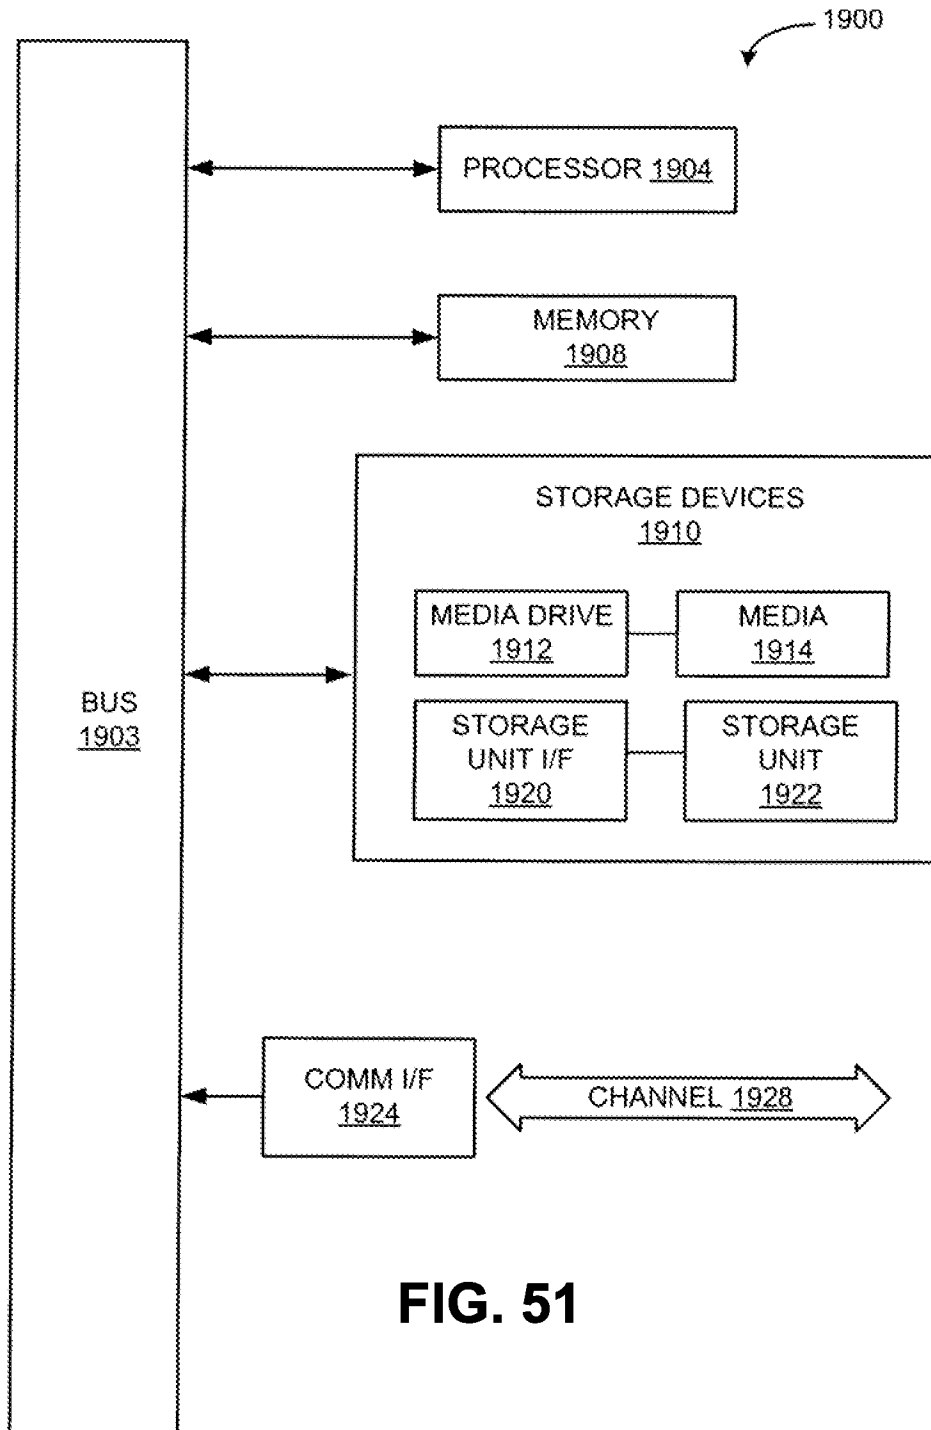 1900
PROCESSOR 1904
MEMORY
1908
STORAGE DEVICES
1910
MEDIA DRIVE
1912
MEDIA
1914
BUS
1903
STORAGE
UNIT I/F
1920
STORAGE
UNIT
1922
COMM I/F
1924
CHANNEL 1928
FIG. 51